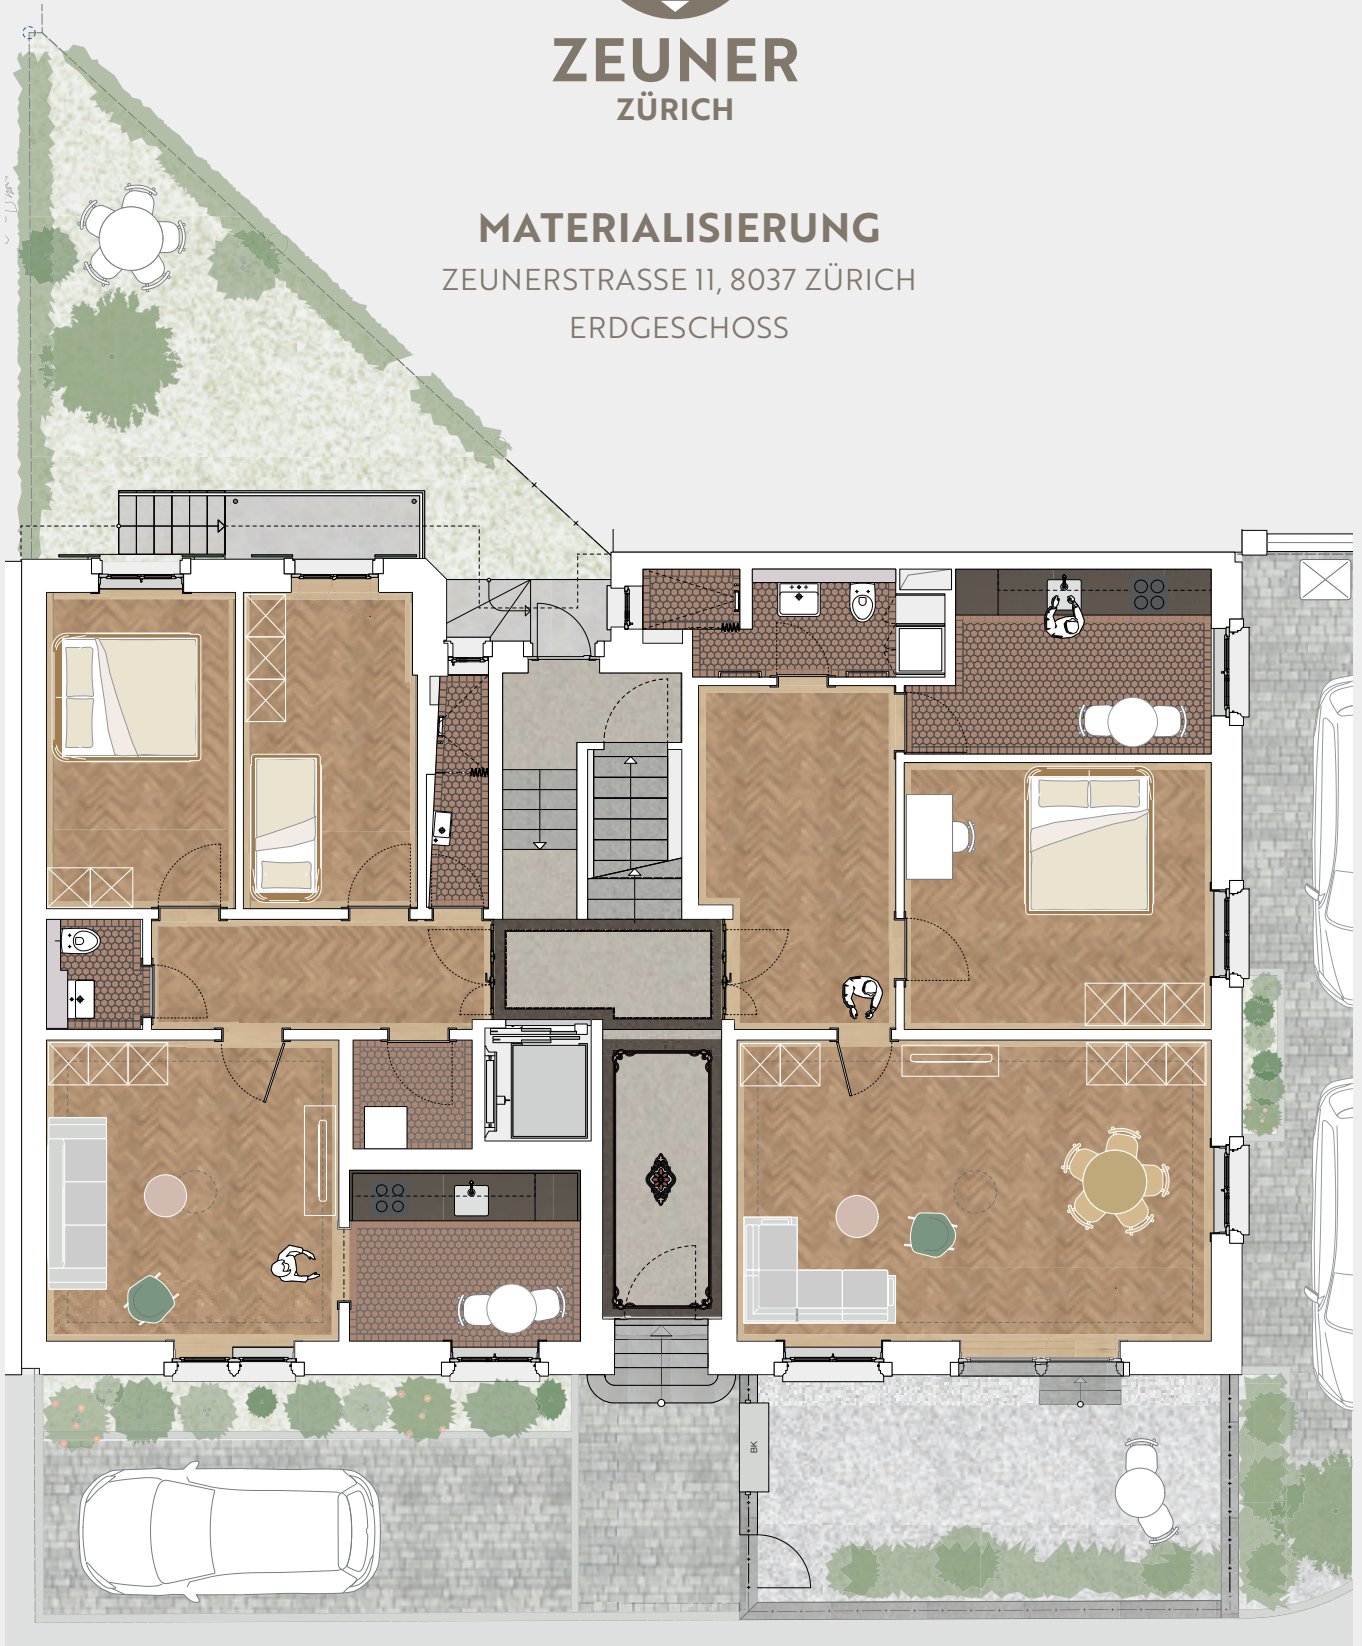 ZEUNER
ZÜRICH
MATERIALISIERUNG
ZEUNERSTRASSE 11, 8037 ZÜRICH
ERDGESCHOSS
BK